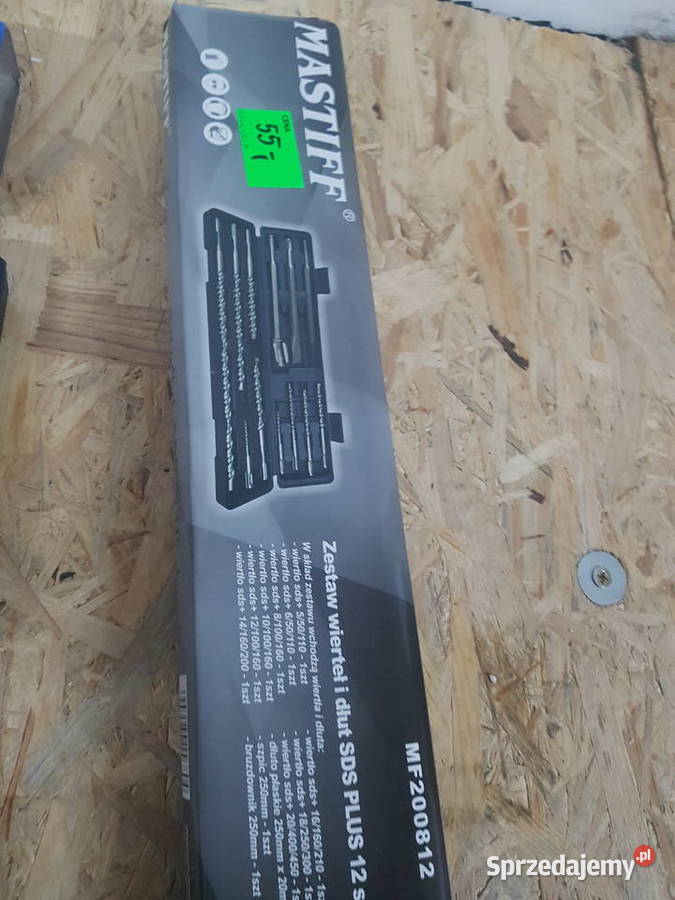 MASTIFF®
CENA
55,-
Zestaw wierteł i dłut SDS PLUS 12 s
W skład zestawu wchodzą wiertła i dłuta:
- wiertło sds+ 5/50/110 - 1szt
- wiertło sds+ 6/50/110 - 1szt
- wiertło sds+ 8/100/160 - 1szt
- wiertło sds+ 10/100/160 - 1szt
- wiertło sds+ 12/100/160 - 1szt
- wiertło sds+ 14/160/200 - 1szt
- wiertło sds+ 16/160/210 - 1sz
- wiertło sds+ 18/250/300 - 1s
- wiertło sds+ 20/400/450 - 1s
- dłuto płaskie 250mm x 20m
- szpic 250mm - 1szt
- bruzdownik 250mm - 1szt
MF200812
Sprzedajemy.pl